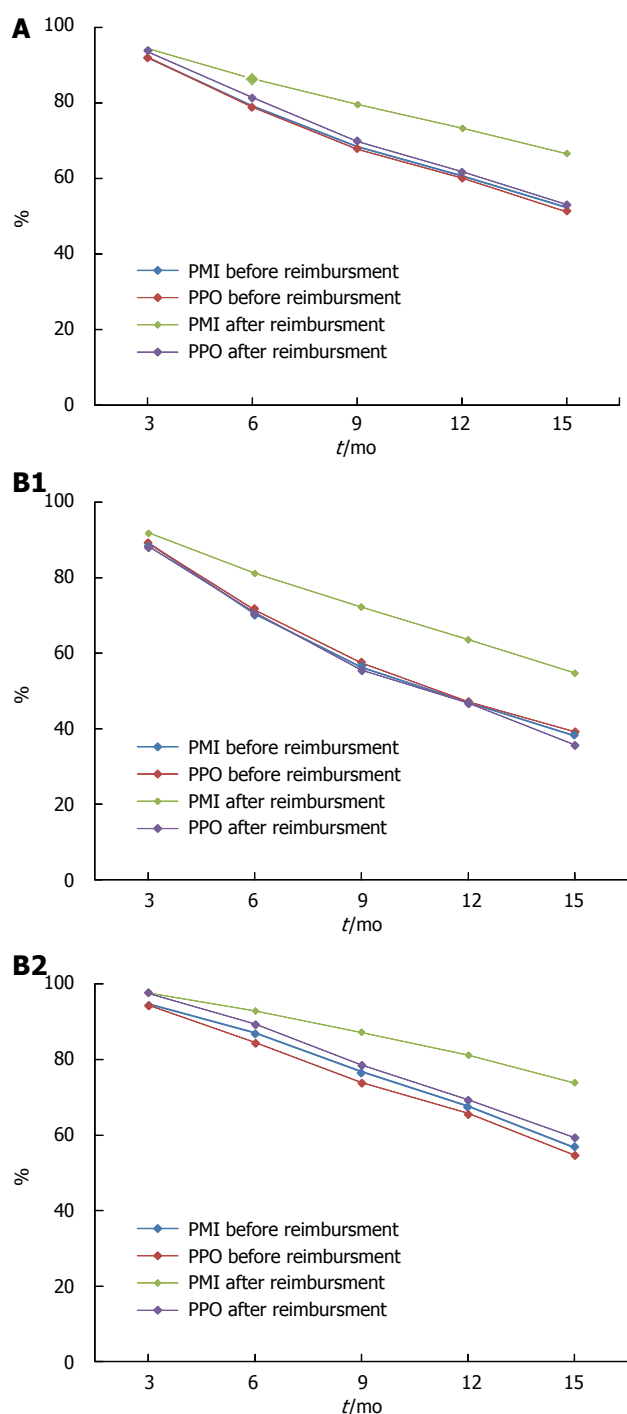 A
100
80
60
%
40
PMI before reimbursment
PPO before reimbursment
20
PMI after reimbursment
PPO after reimbursment
0
3 6 9 12 15
t/mo
B1
100
80
60
%
40
PMI before reimbursment
PPO before reimbursment
20
PMI after reimbursment
PPO after reimbursment
0
3 6 9 12 15
t/mo
B2
100
80
60
%
40
PMI before reimbursment
PPO before reimbursment
20
PMI after reimbursment
PPO after reimbursment
0
3 6 9 12 15
t/mo